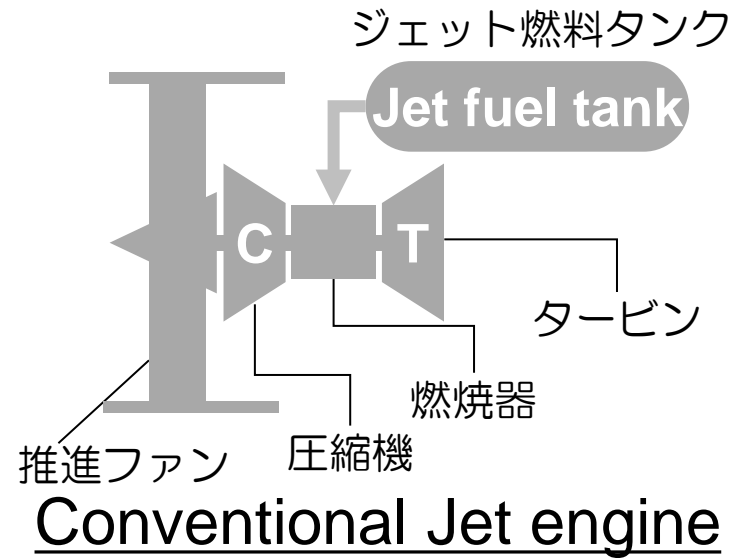 ジェット燃料タンク
Jet fuel tank
C
T
タービン
燃焼器
圧縮機
推進ファン
Conventional Jet engine